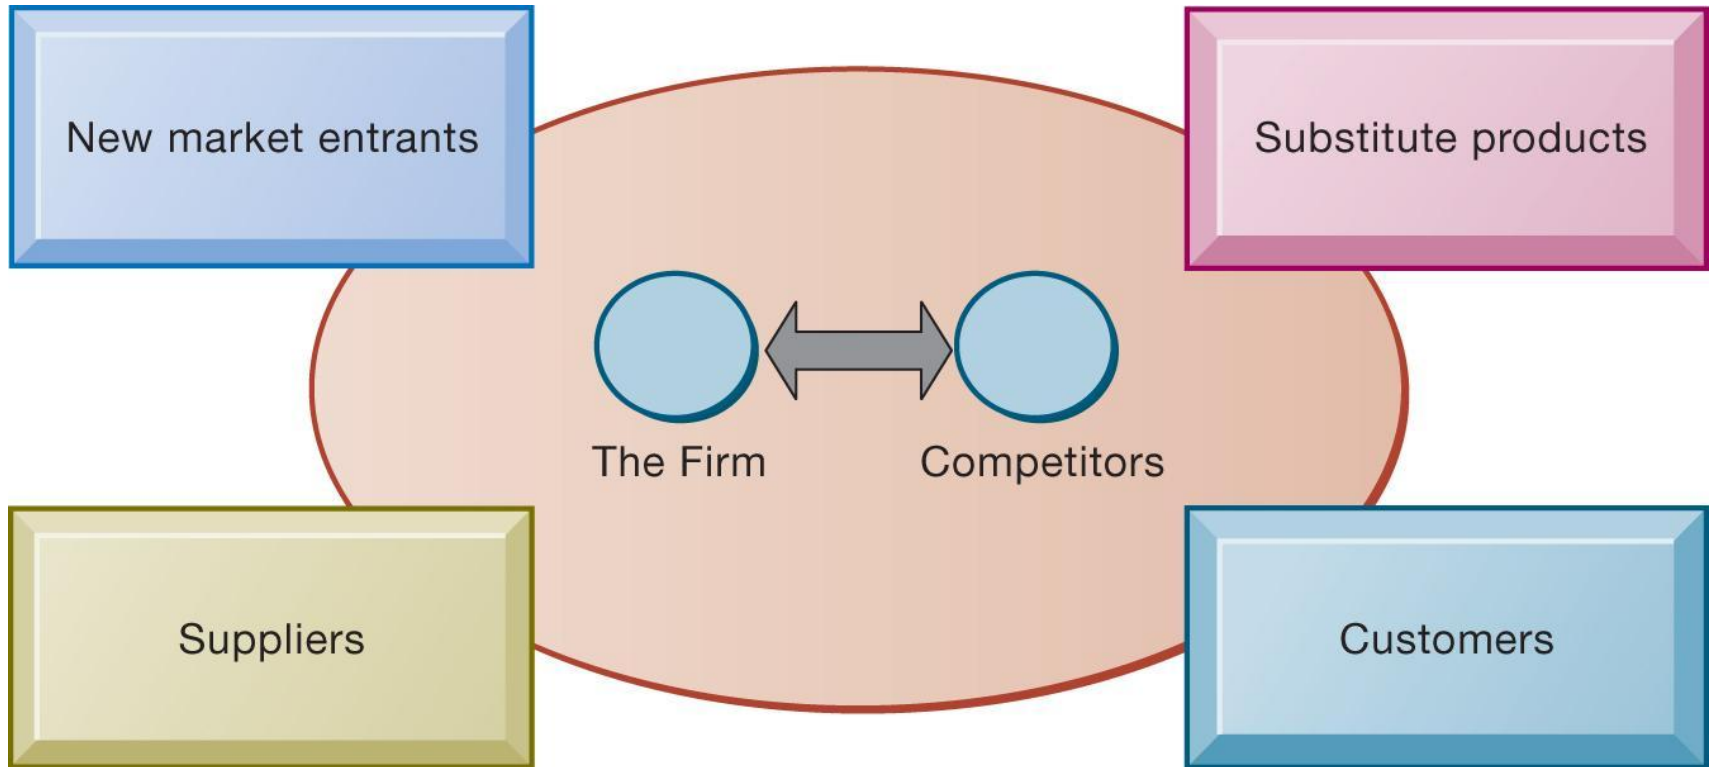 New market entrants
Substitute products
The Firm
Competitors
Suppliers
Customers